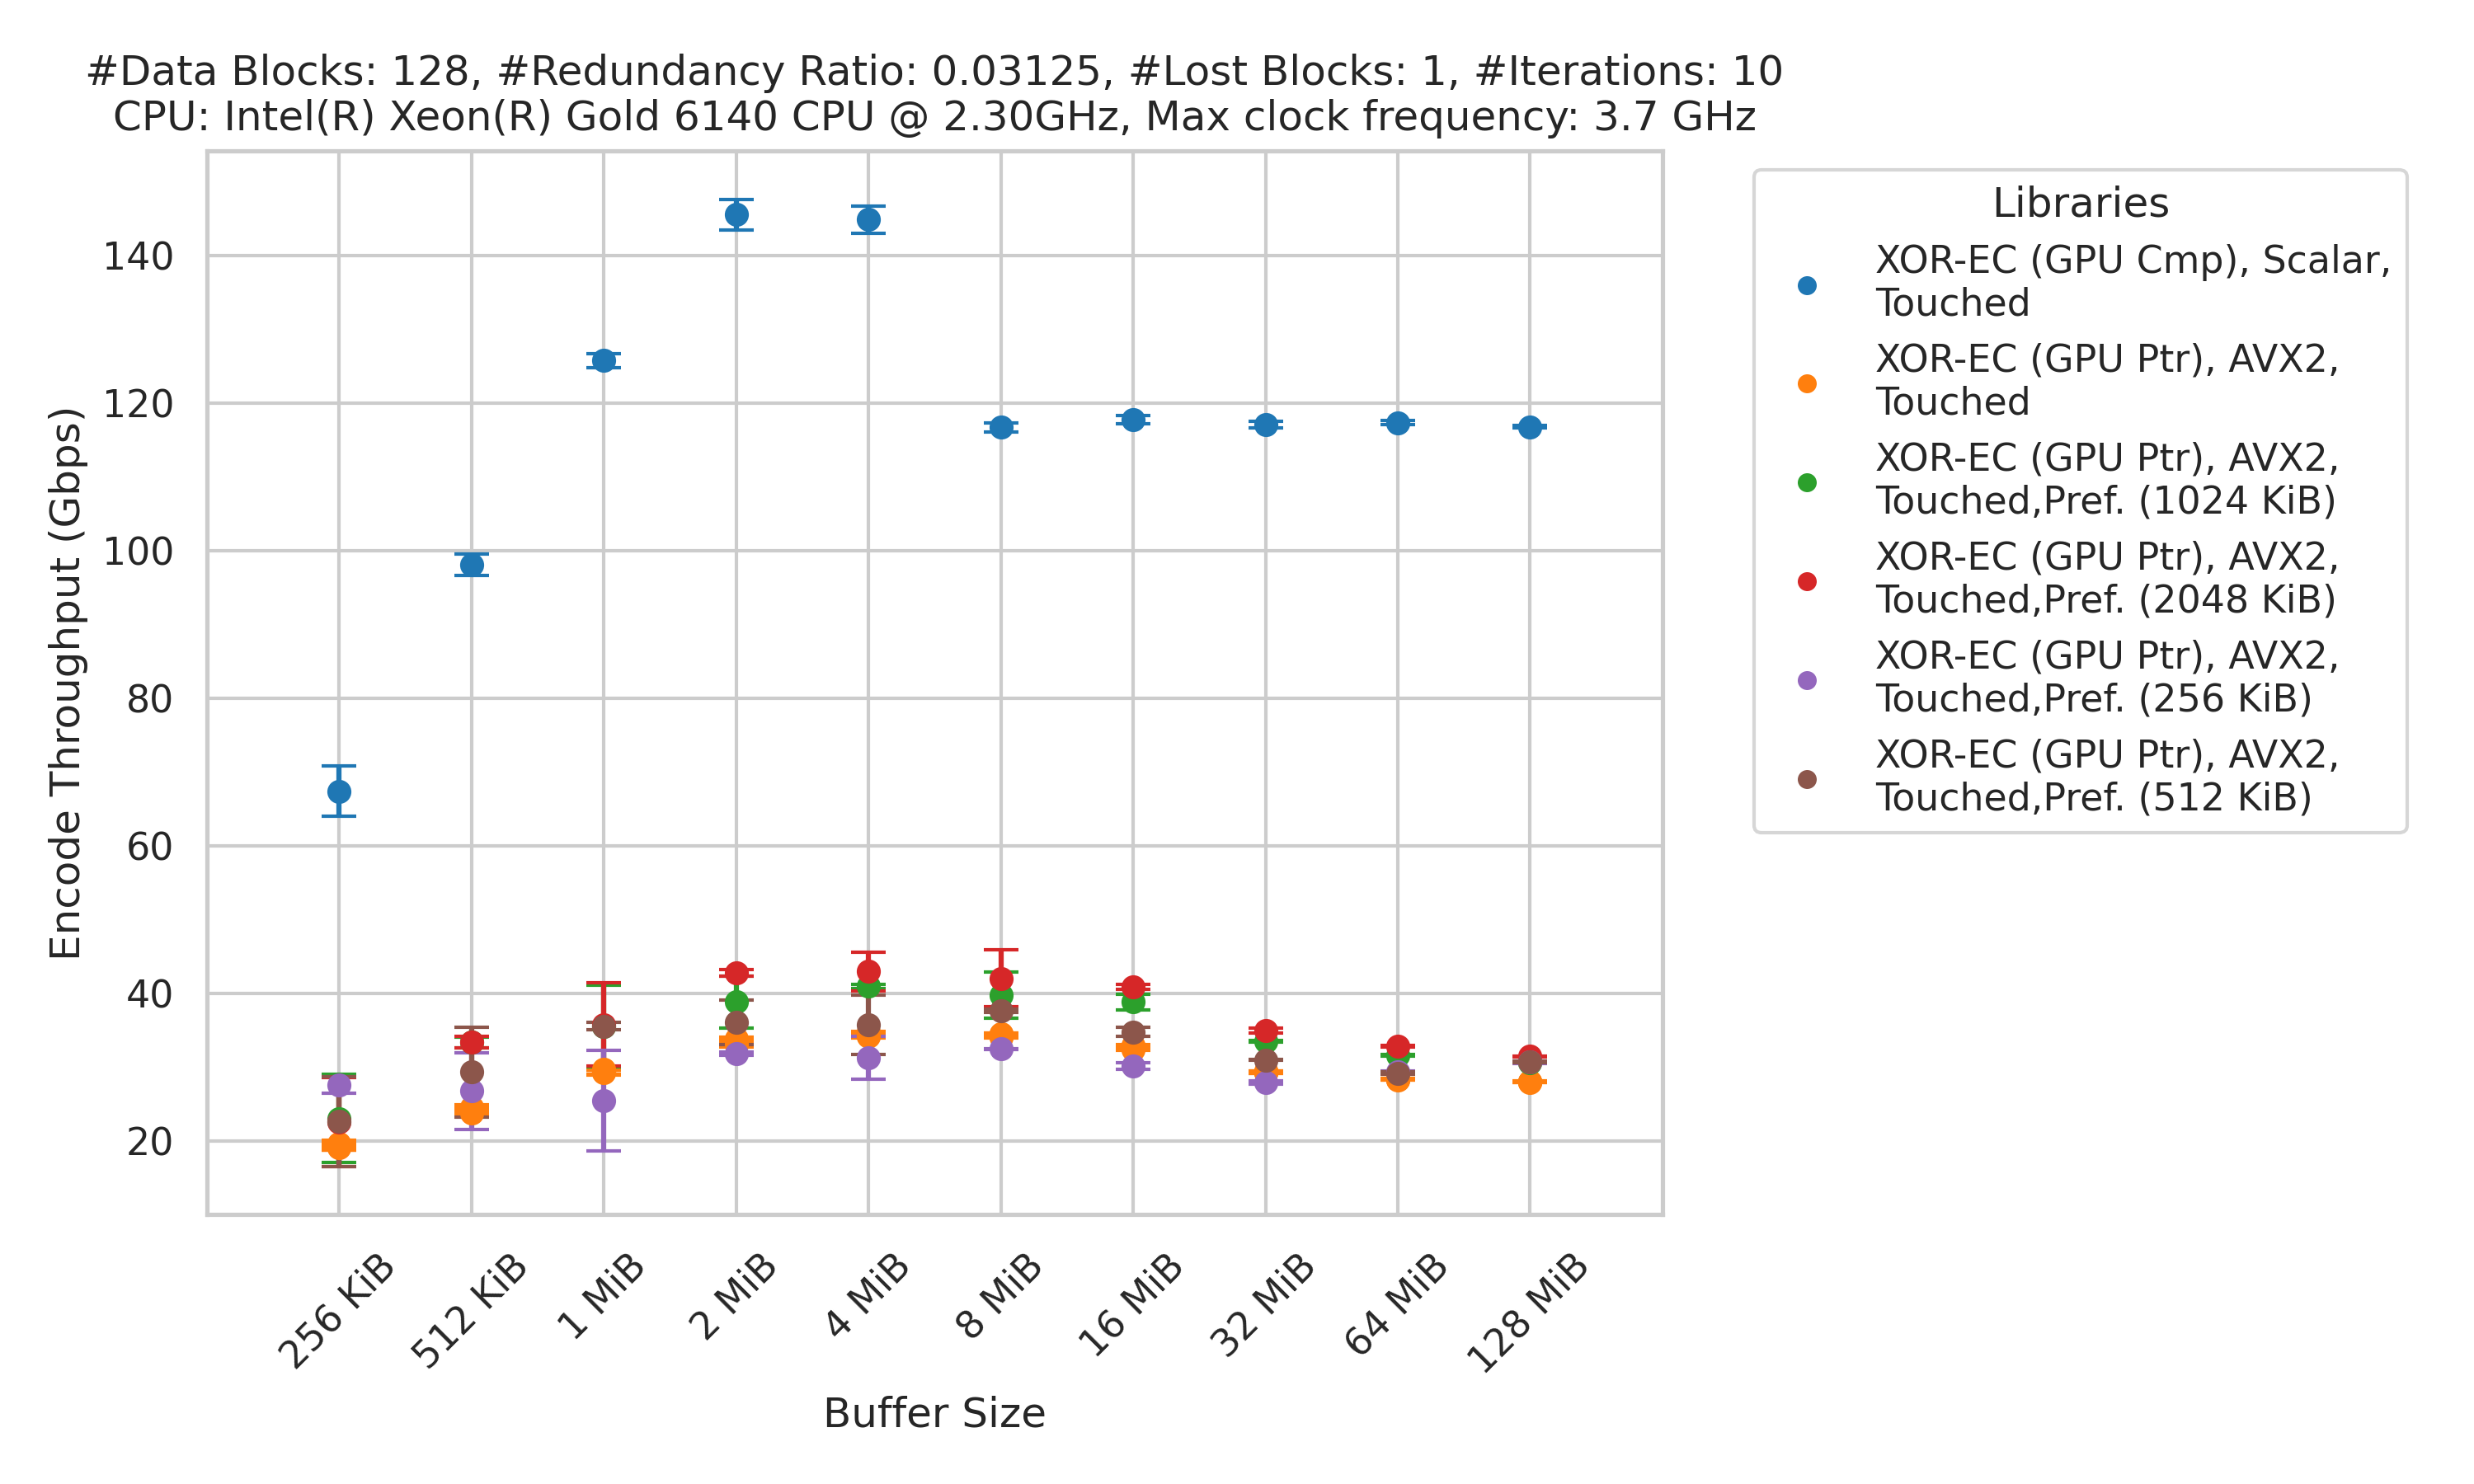 #Data Blocks: 128, #Redundancy Ratio: 0.03125, #Lost Blocks: 1, #Iterations: 10
CPU: Intel(R) Xeon(R) Gold 6140 CPU @ 2.30GHz, Max clock frequency: 3.7 GHz
Encode Throughput (Gbps)
140
120
100
80
60
40
20
256 KiB
512 KiB
1 MiB
2 MiB
4 MiB
8 MiB
16 MiB
32 MiB
64 MiB
128 MiB
Buffer Size
Libraries
XOR-EC (GPU Cmp), Scalar,
Touched
XOR-EC (GPU Ptr), AVX2,
Touched
XOR-EC (GPU Ptr), AVX2,
Touched,Pref. (1024 KiB)
XOR-EC (GPU Ptr), AVX2,
Touched,Pref. (2048 KiB)
XOR-EC (GPU Ptr), AVX2,
Touched,Pref. (256 KiB)
XOR-EC (GPU Ptr), AVX2,
Touched,Pref. (512 KiB)